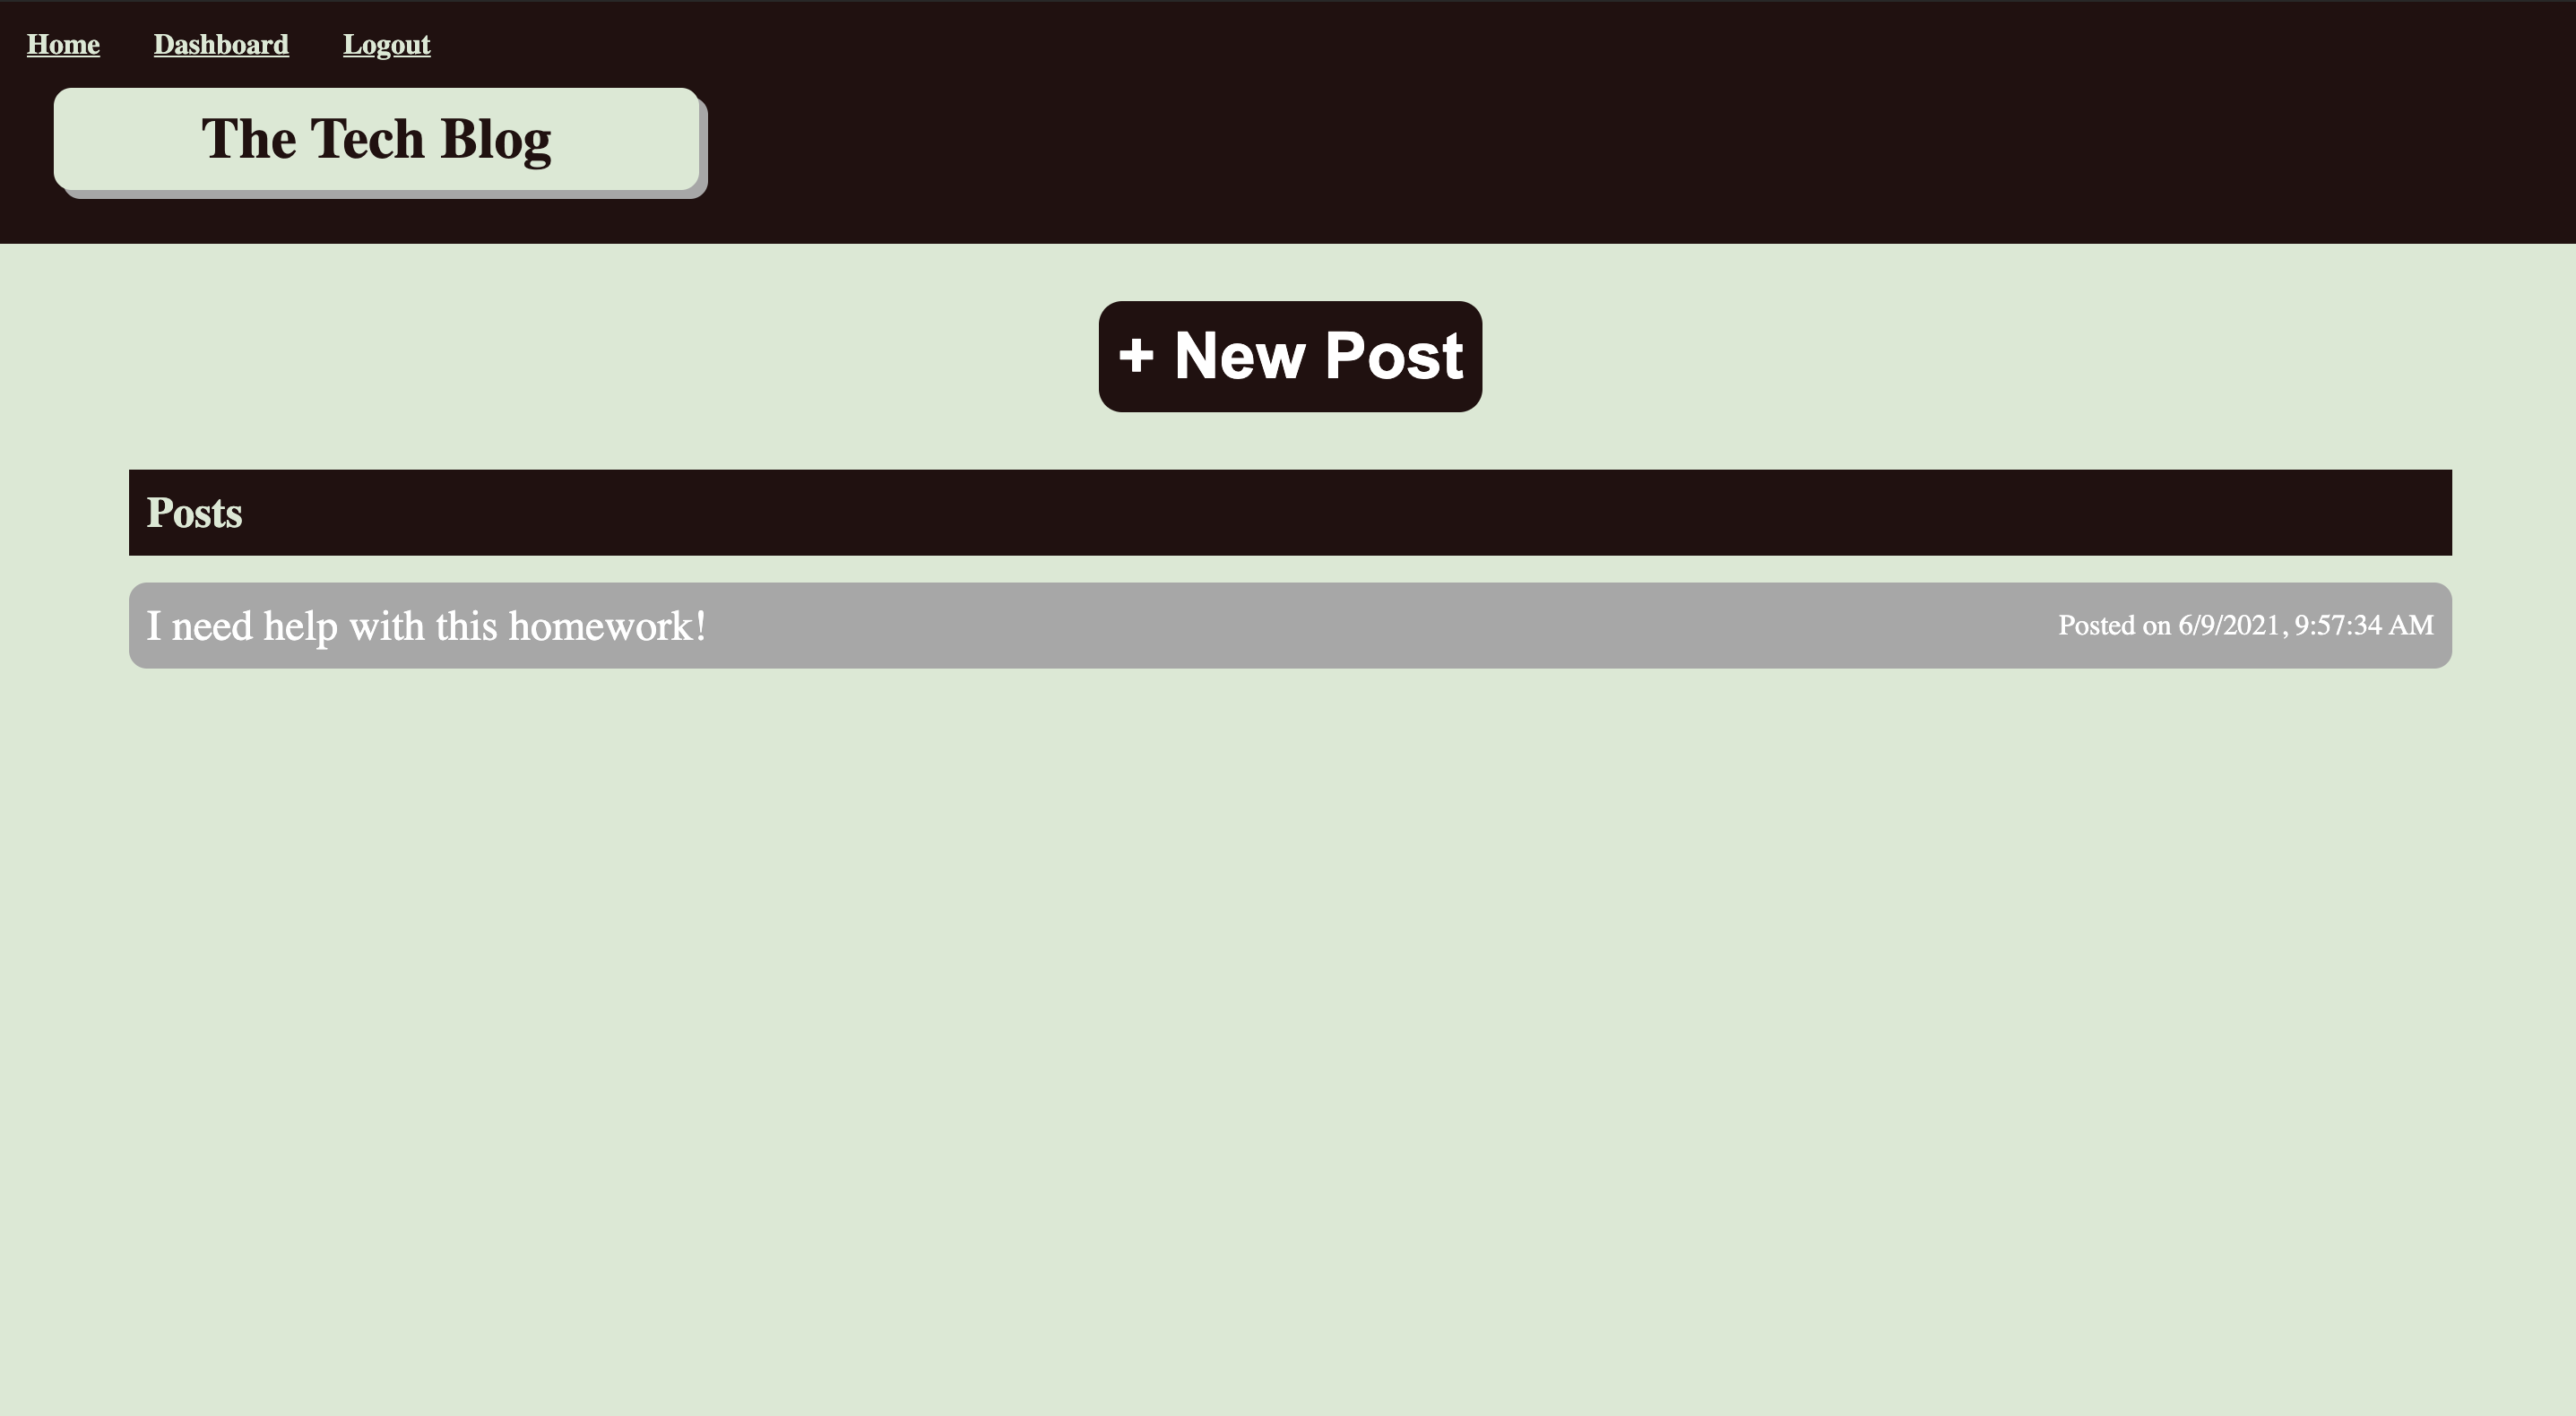 Home Dashboard Logout
The Tech Blog
+ New Post
Posts
I need help with this homework! Posted on 6/9/2021, 9:57:34 AM